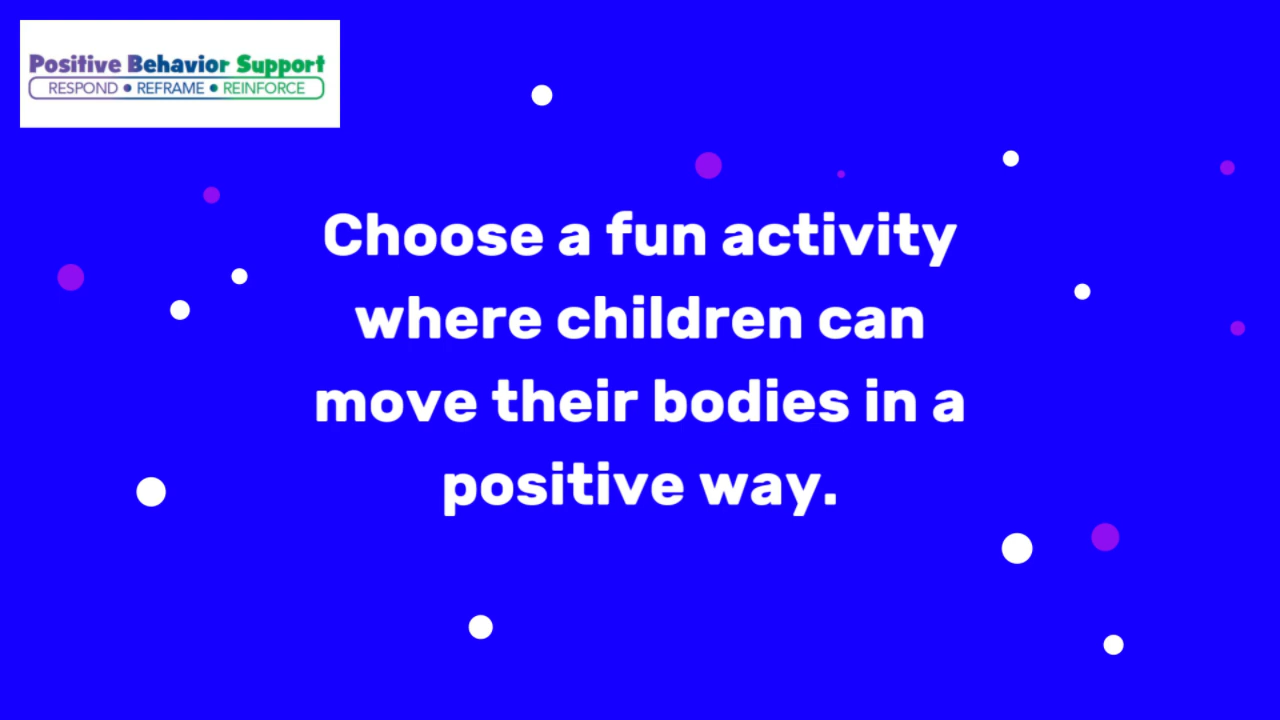 Positive Behavior Support
RESPOND • REFRAME • REINFORCE
Choose a fun activity
where children can
move their bodies in a
positive way.